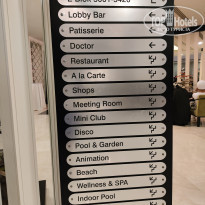 Lobby Bar
Patisserie
Doctor
Restaurant
A la Carte
Shops
Meeting Room
Mini Club
Disco
Pool & Garden
Animation
Beach
Wellness & SPA
Indoor Pool